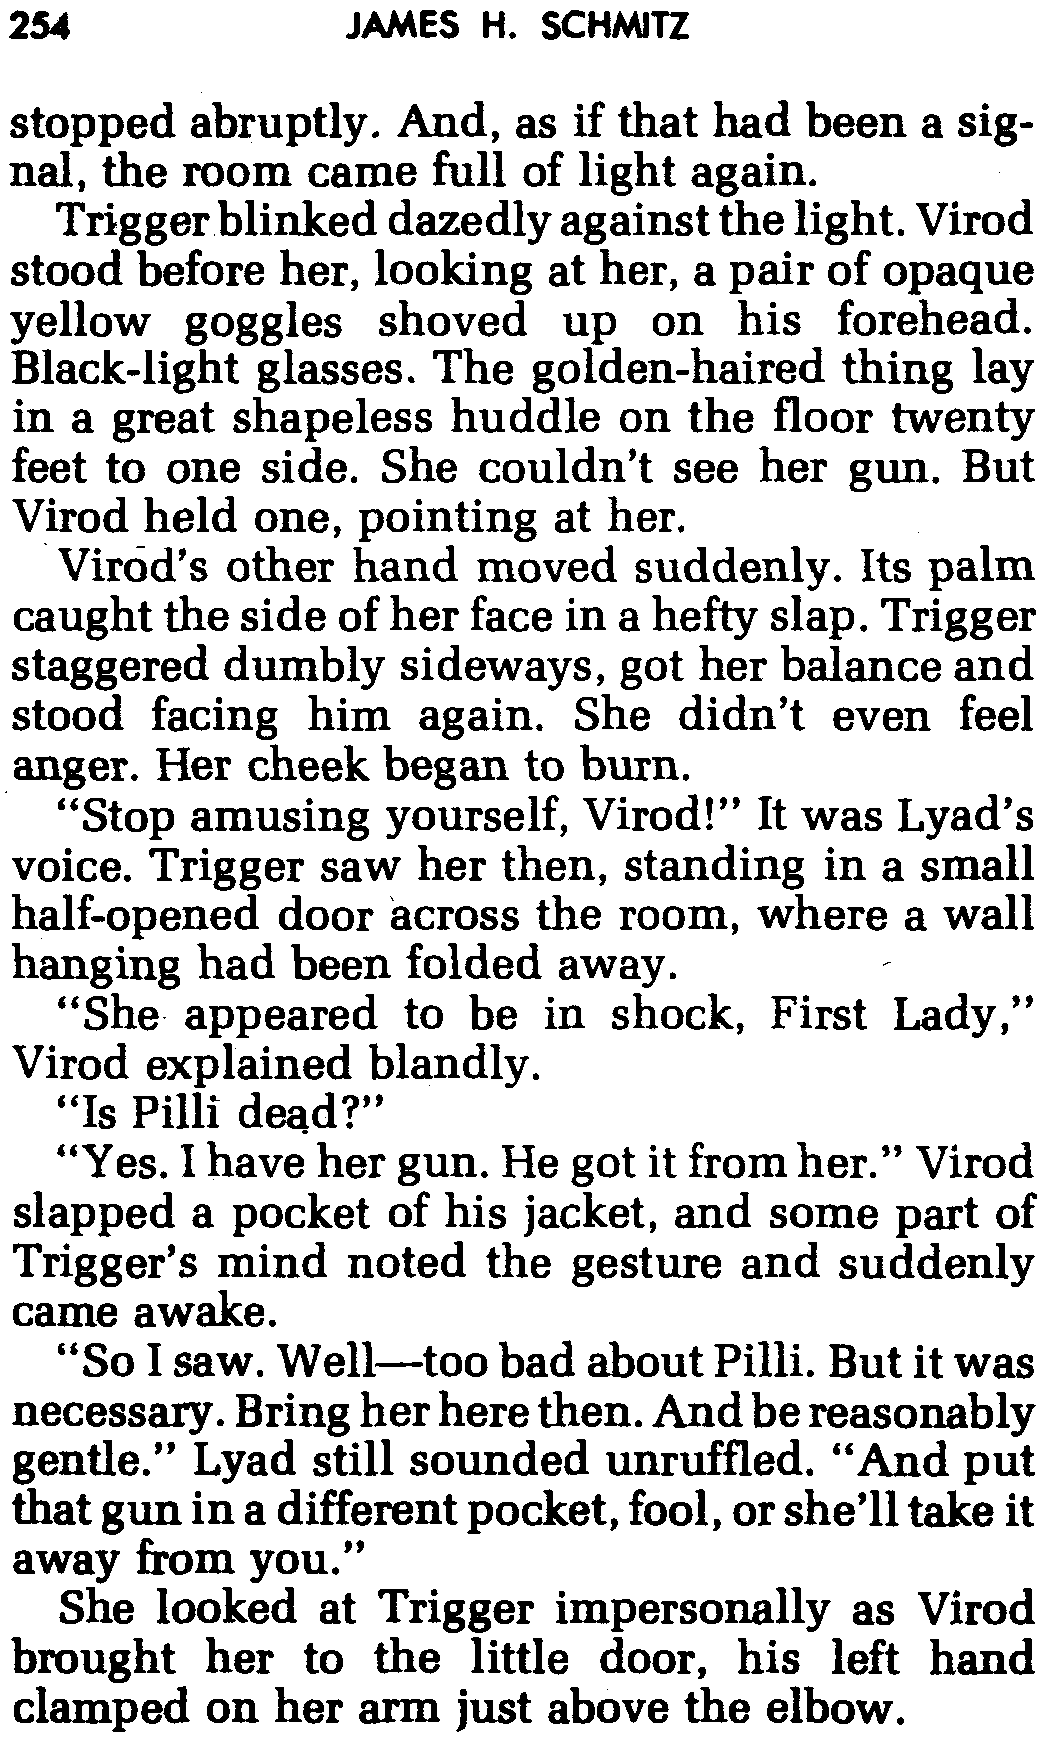 254 JAMES H. SCHMITZ
stopped abruptly. And, as if that had been a sig-
nal, the room came full of light again.
Trigger blinked dazedly against the light. Virod
stood before her, looking at her, a pair of opaque
yellow goggles shoved up on his forehead.
Black-light glasses. The golden-haired thing lay
in a great shapeless huddle on the floor twenty
feet to one side. She couldn't see her gun. But
Virod held one, pointing at her.
Virod's other hand moved suddenly. Its palm
caught the side of her face in a hefty slap. Trigger
staggered dumbly sideways, got her balance and
stood facing him again. She didn't even feel
anger. Her cheek began to burn.
"Stop amusing yourself, Virod!" It was Lyad's
voice. Trigger saw her then, standing in a small
half-opened door across the room, where a wall
hanging had been folded away.
"She appeared to be in shock, First Lady,"
Virod explained blandly.
"Is Pilli dead?"
"Yes. I have her gun. He got it from her." Virod
slapped a pocket of his jacket, and some part of
Trigger's mind noted the gesture and suddenly
came awake.
"So I saw. Well—too bad about Pilli. But it was
necessary. Bring her here then. And be reasonably
gentle." Lyad still sounded unruffled. "And put
that gun in a different pocket, fool, or she'll take it
away from you."
She looked at Trigger impersonally as Virod
brought her to the little door, his left hand
clamped on her arm just above the elbow.